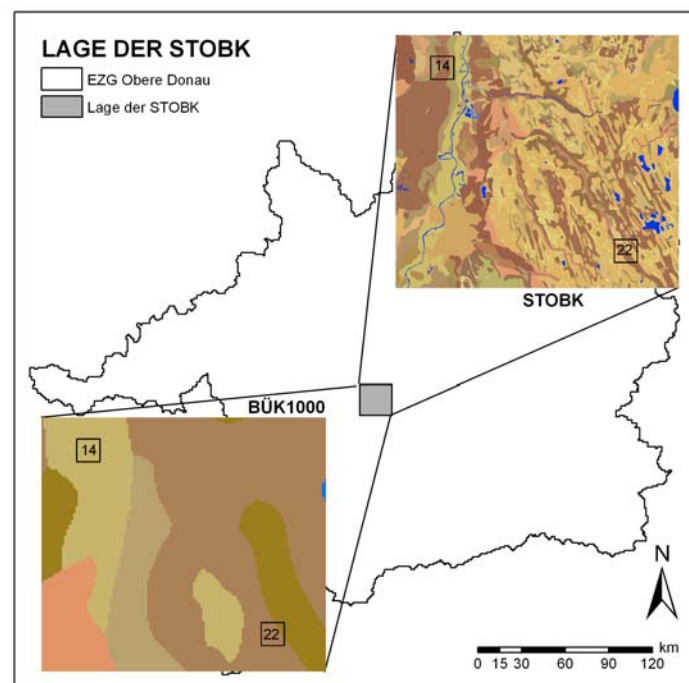 LAGE DER STOBK
EZG Obere Donau
Lage der STOBK
14
22
STOBK
BÜK1000
14
22
N
km
0 15 30 60 90 120